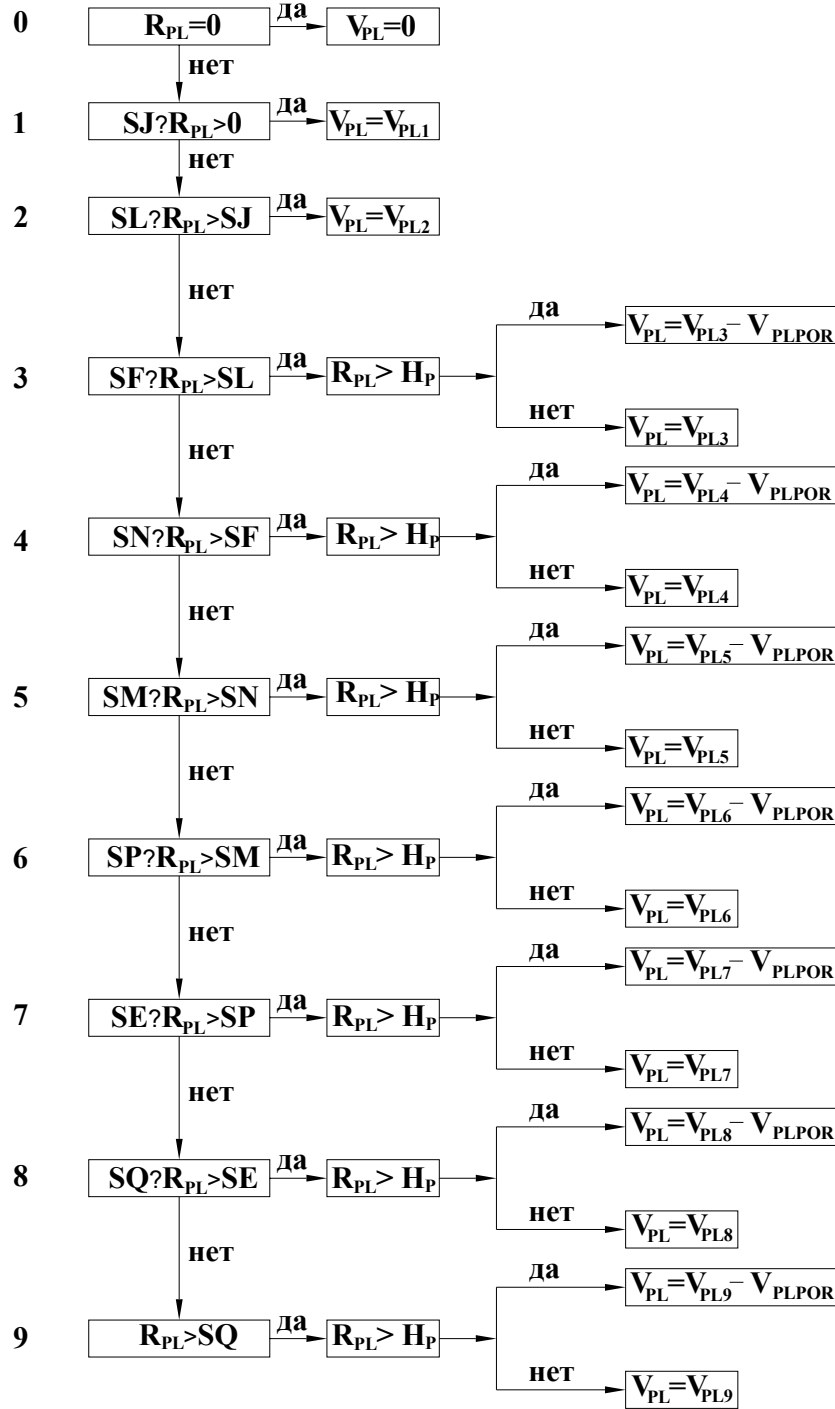 0 R_PL=0 да V_PL=0
нет
1 SJ?R_PL>0 да V_PL=V_PL1
нет
2 SL?R_PL>SJ да V_PL=V_PL2
нет
да V_PL=V_PL3– V_PLPOR
3 SF?R_PL>SL да R_PL> H_P
нет V_PL=V_PL3
нет
да V_PL=V_PL4– V_PLPOR
4 SN?R_PL>SF да R_PL> H_P
нет V_PL=V_PL4
нет
да V_PL=V_PL5– V_PLPOR
5 SM?R_PL>SN да R_PL> H_P
нет V_PL=V_PL5
нет
да V_PL=V_PL6– V_PLPOR
6 SP?R_PL>SM да R_PL> H_P
нет V_PL=V_PL6
нет
да V_PL=V_PL7– V_PLPOR
7 SE?R_PL>SP да R_PL> H_P
нет V_PL=V_PL7
нет
да V_PL=V_PL8– V_PLPOR
8 SQ?R_PL>SE да R_PL> H_P
нет V_PL=V_PL8
нет
да V_PL=V_PL9– V_PLPOR
9 R_PL>SQ да R_PL> H_P
нет V_PL=V_PL9